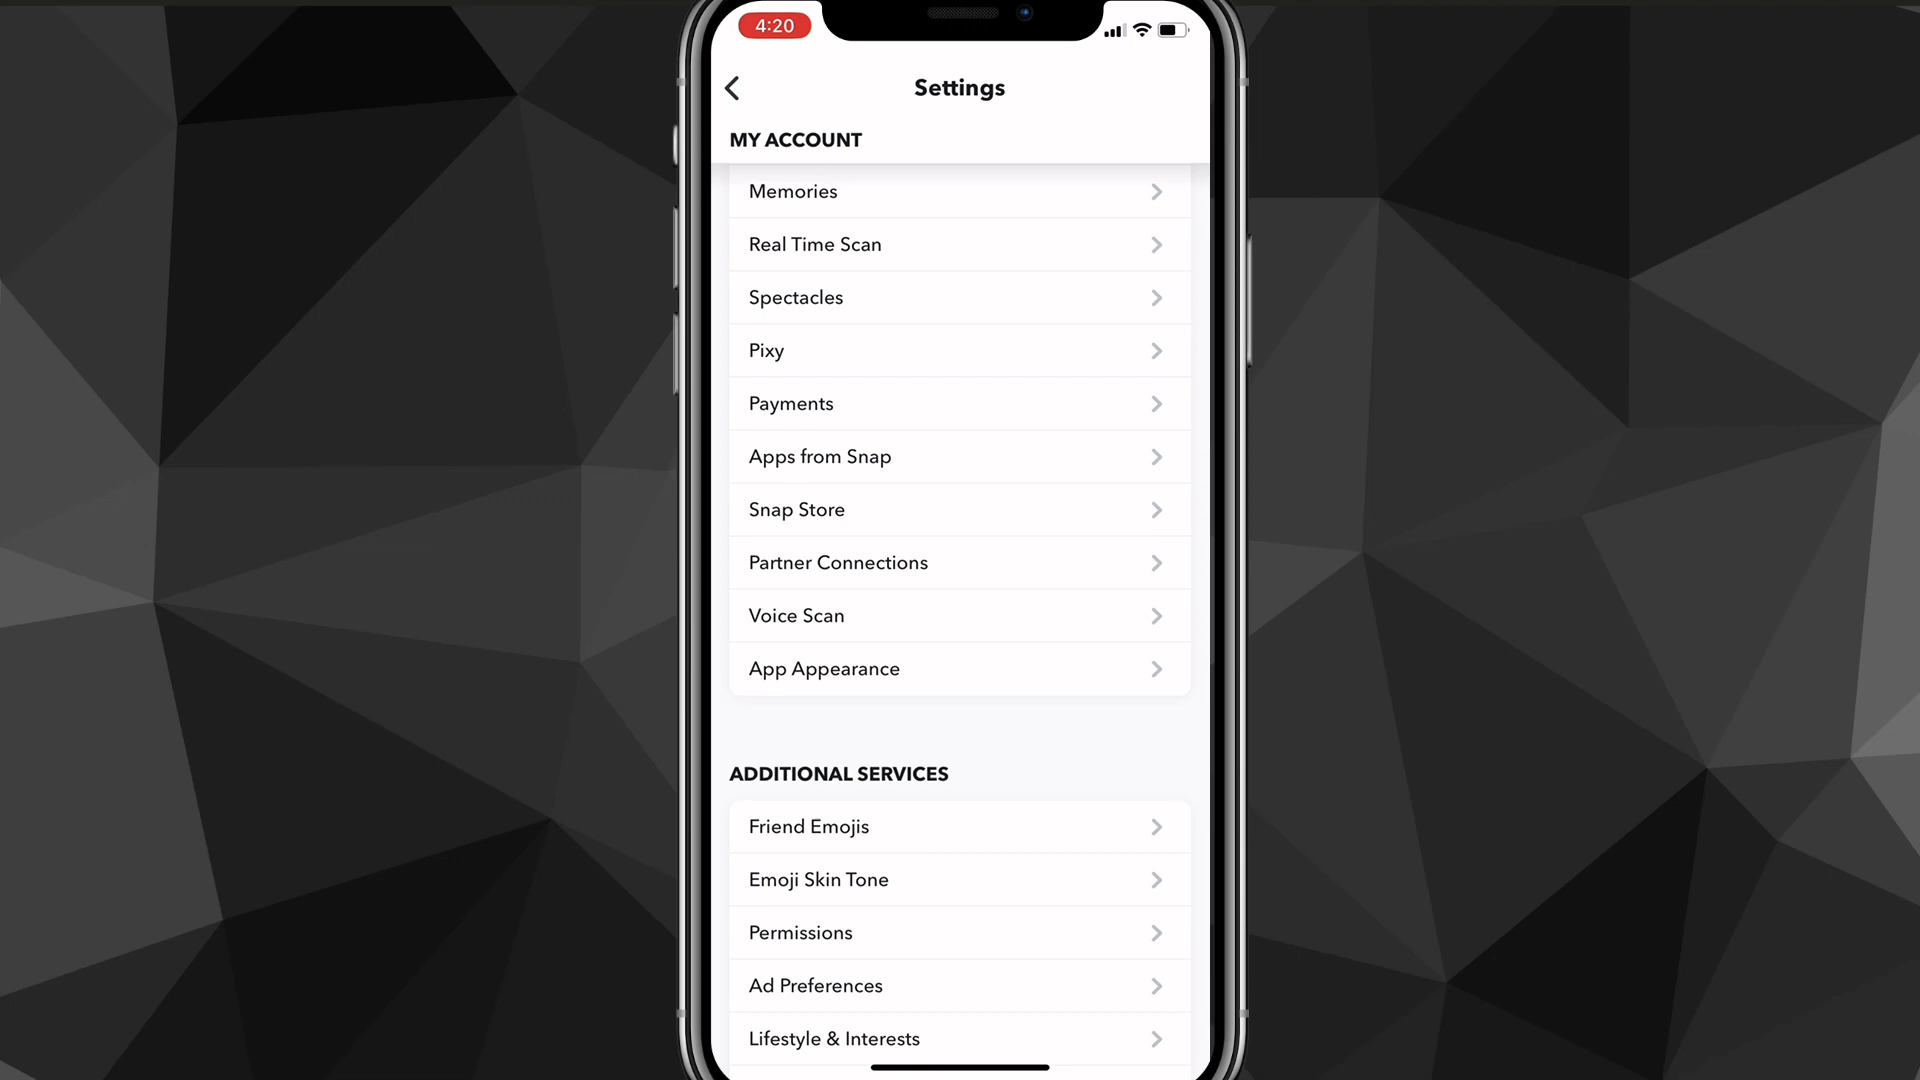 4:20
Settings
MY ACCOUNT
Memories
Real Time Scan
Spectacles
Pixy
Payments
Apps from Snap
Snap Store
Partner Connections
Voice Scan
App Appearance
ADDITIONAL SERVICES
Friend Emojis
Emoji Skin Tone
Permissions
Ad Preferences
Lifestyle & Interests